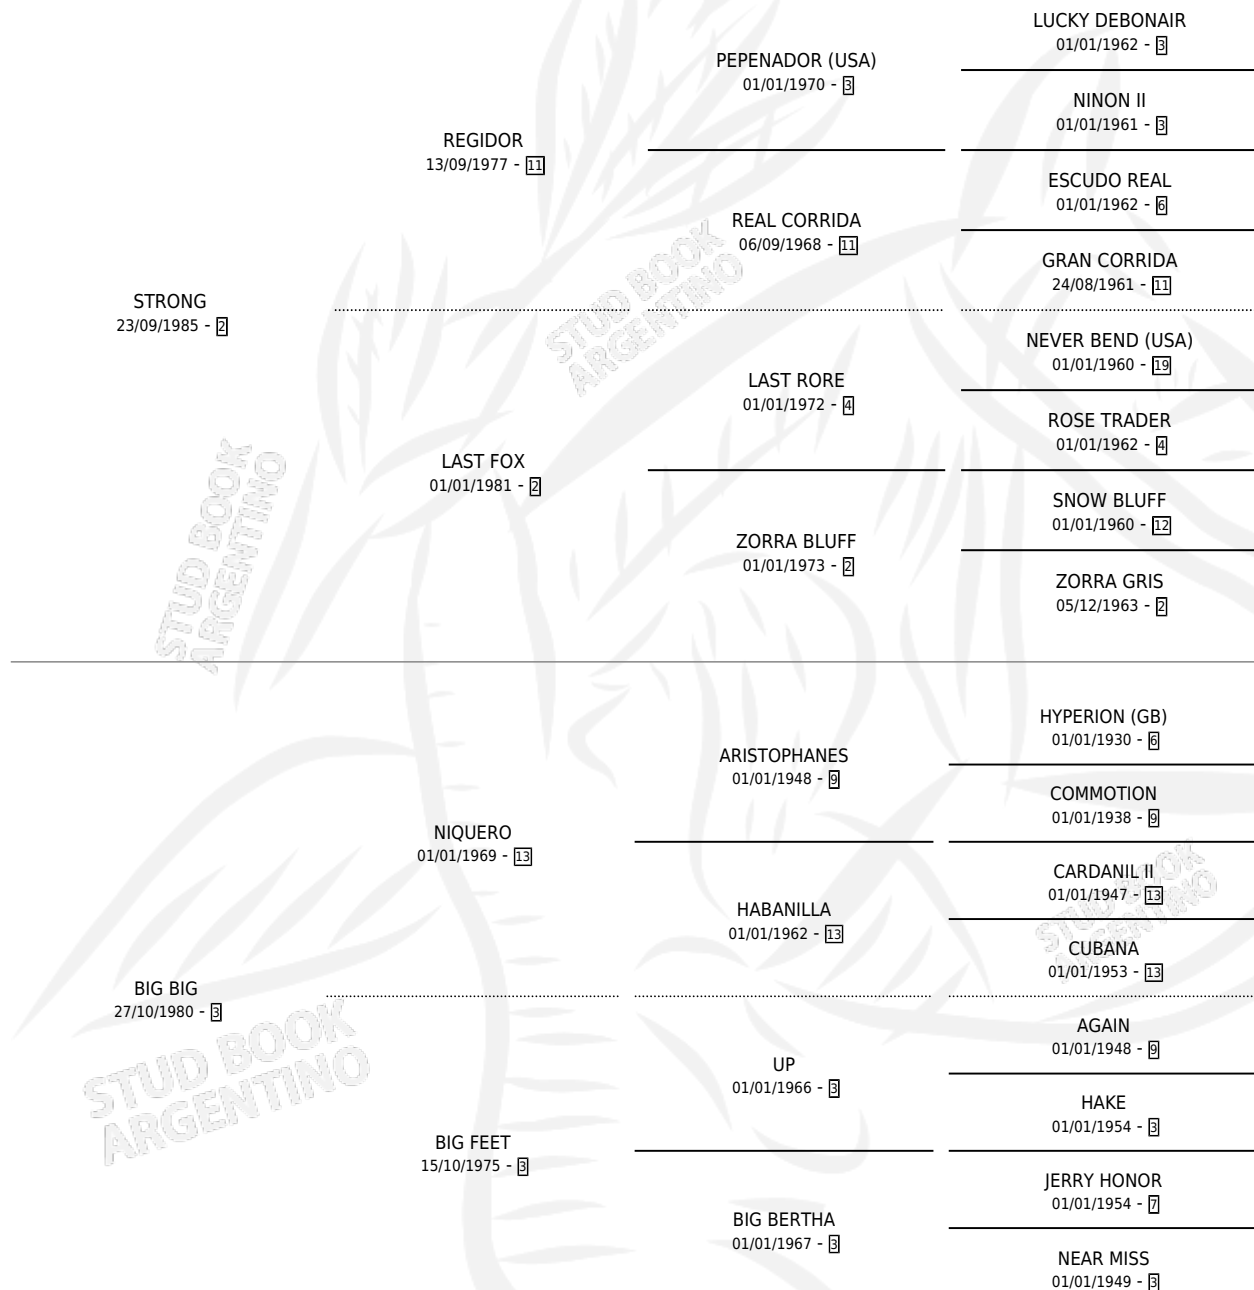 LUCKY DEBONAIR
01/01/1962 - 3
PEPENADOR (USA)
01/01/1970 - 3
NINON II
01/01/1961 - 3
REGIDOR
13/09/1977 - 11
ESCUDO REAL
01/01/1962 - 6
REAL CORRIDA
06/09/1968 - 11
GRAN CORRIDA
24/08/1961 - 11
STRONG
23/09/1985 - 2
NEVER BEND (USA)
01/01/1960 - 19
LAST RORE
01/01/1972 - 4
ROSE TRADER
01/01/1962 - 4
LAST FOX
01/01/1981 - 2
SNOW BLUFF
01/01/1960 - 12
ZORRA BLUFF
01/01/1973 - 2
ZORRA GRIS
05/12/1963 - 2
HYPERION (GB)
01/01/1930 - 6
ARISTOPHANES
01/01/1948 - 9
COMMOTION
01/01/1938 - 9
NIQUERO
01/01/1969 - 13
CARDANIL II
01/01/1947 - 13
HABANILLA
01/01/1962 - 13
CUBANA
01/01/1953 - 13
BIG BIG
27/10/1980 - 3
AGAIN
01/01/1948 - 9
UP
01/01/1966 - 3
HAKE
01/01/1954 - 3
BIG FEET
15/10/1975 - 3
JERRY HONOR
01/01/1954 - 7
BIG BERTHA
01/01/1967 - 3
NEAR MISS
01/01/1949 - 3
STUD BOOK
ARGENTINO
STUD BOOK
ARGENTINO
STUD BOOK
ARGENTINO
STUD BOOK
ARGENTINO